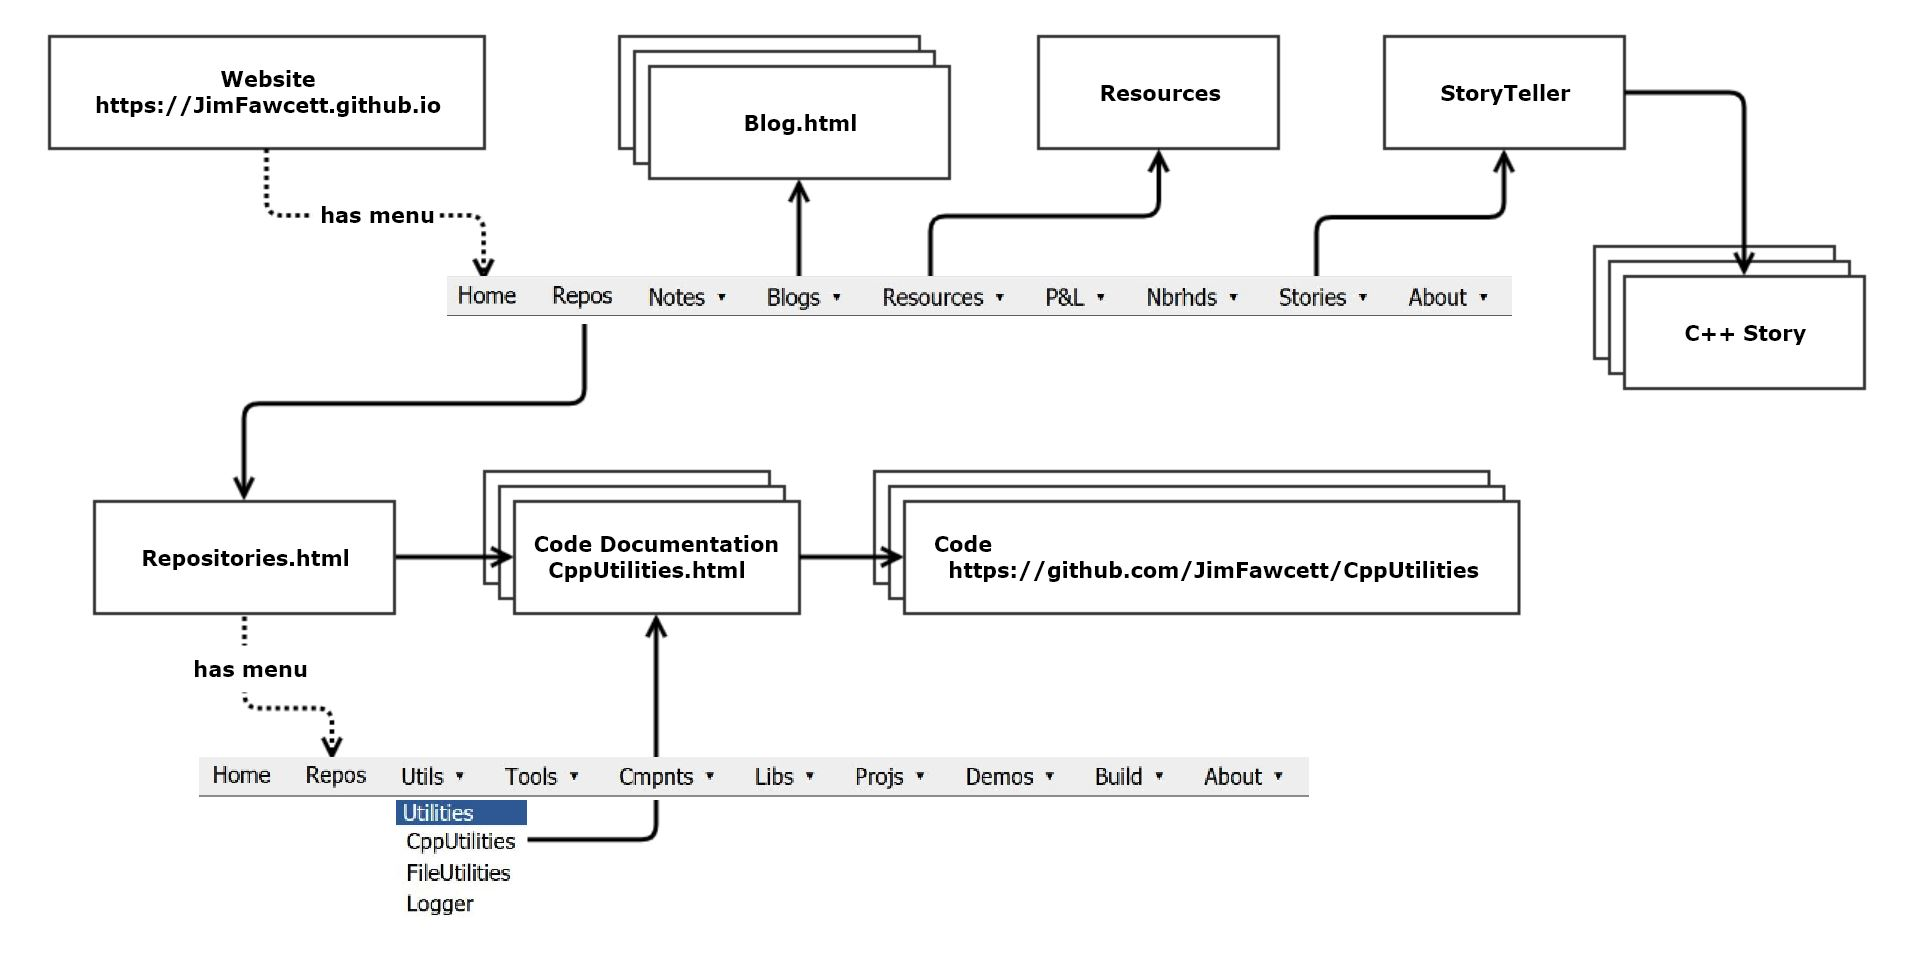 Website
https://JimFawcett.github.io
Blog.html
Resources
StoryTeller
has menu
Home Repos Notes ▼ Blogs ▼ Resources ▼ P&L ▼ Nbrhds ▼ Stories ▼ About ▼
C++ Story
Repositories.html
Code Documentation
CppUtilities.html
Code
https://github.com/JimFawcett/CppUtilities
has menu
Home Repos Utils ▼ Tools ▼ Cmpnts ▼ Libs ▼ Projs ▼ Demos ▼ Build ▼ About ▼
Utilities
CppUtilities
FileUtilities
Logger